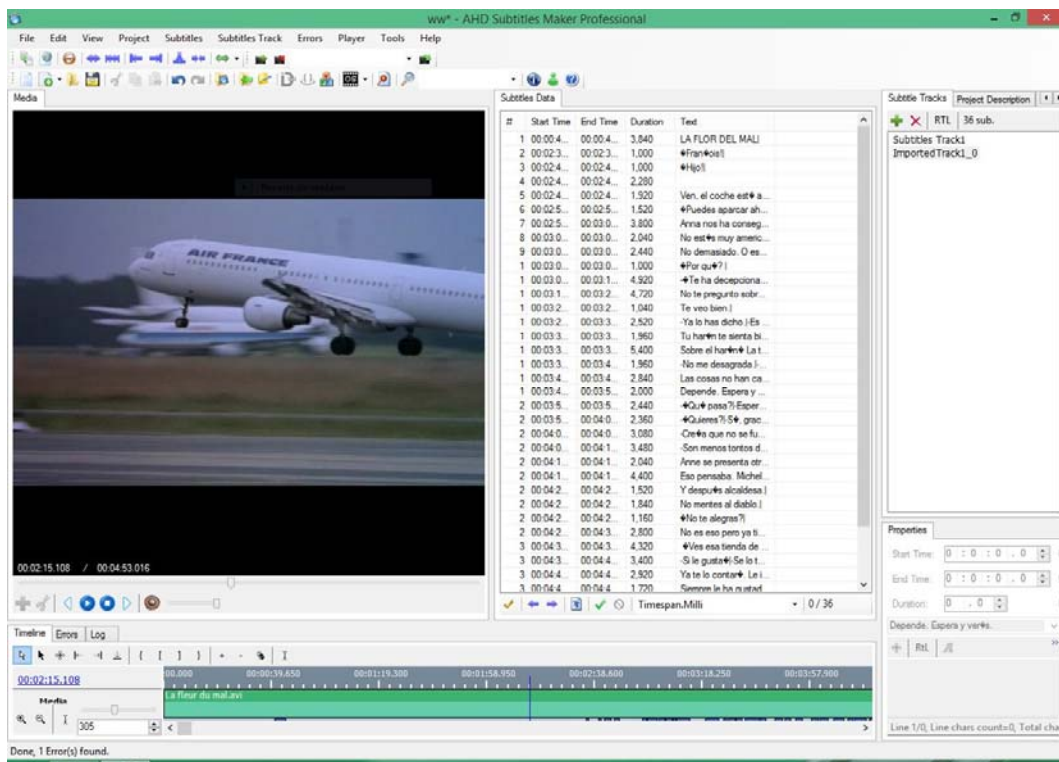 ww* - AHD Subtitles Maker Professional
File Edit View Project Subtitles Subtitles Track Errors Player Tools Help
Media
AIR FRANCE
00:02:15.108 / 00:04:53.016
Subtitles Data
# Start Time End Time Duration Text
1 00:00:4... 00:00:4... 3,840 LA FLOR DEL MAL|
2 00:02:3... 00:02:3... 1,000 �Fran�ois!|
3 00:02:4... 00:02:4... 1,000 �Hijo!|
4 00:02:4... 00:02:4... 2,280
5 00:02:4... 00:02:4... 1,920 Ven, el coche est� a...
6 00:02:5... 00:02:5... 1,520 �Puedes aparcar ah...
7 00:02:5... 00:03:0... 3,800 Anna nos ha conseg...
8 00:03:0... 00:03:0... 2,040 No est�s muy americ...
9 00:03:0... 00:03:0... 2,440 No demasiado. O es...
1 00:03:0... 00:03:0... 1,000 �Por qu�?|
1 00:03:0... 00:03:1... 4,920 -�Te ha decepciona...
1 00:03:1... 00:03:2... 4,720 No te pregunto sobr...
1 00:03:2... 00:03:2... 1,040 Te veo bien.|
1 00:03:2... 00:03:3... 2,520 -Ya lo has dicho.|-Es ...
1 00:03:3... 00:03:3... 1,960 Tu har�n te sienta bi...
1 00:03:3... 00:03:3... 5,400 Sobre el har�n� La t...
1 00:03:3... 00:03:4... 1,960 -No me desagrada.|-...
1 00:03:4... 00:03:4... 2,840 Las cosas no han ca...
1 00:03:4... 00:03:5... 2,000 Depende. Espera y ...
2 00:03:5... 00:03:5... 2,440 -�Qu� pasa?|-Esper...
2 00:03:5... 00:04:0... 2,360 -�Quieres?|-S�, grac...
2 00:04:0... 00:04:0... 3,080 -Cre�a que no se fu...
2 00:04:0... 00:04:1... 3,480 -Son menos tontos d...
2 00:04:1... 00:04:1... 2,040 Anne se presenta otr...
2 00:04:1... 00:04:1... 4,400 Eso pensaba. Michel...
2 00:04:2... 00:04:2... 1,520 Y despu�s alcaldesa.|
2 00:04:2... 00:04:2... 1,840 No mentes al diablo.|
2 00:04:2... 00:04:2... 1,160 �No te alegras?|
2 00:04:2... 00:04:3... 2,800 No es eso pero ya ti...
3 00:04:3... 00:04:3... 4,320 �Ves esa tienda de ...
3 00:04:3... 00:04:4... 3,400 -Si le gusta�|-Se lo t...
3 00:04:4... 00:04:4... 2,920 Ya te lo contar�. Le i...
3 00:04:4 00:04:4 1,720 Siempre le ha gustad
Timespan.Milli 0 / 36
Subtitle Tracks Project Description
RTL 36 sub.
Subtitles Track1
ImportedTrack1_0
Properties
Start Time: 0 : 0 : 0 . 0
End Time: 0 : 0 : 0 . 0
Duration: 0 . 0
Depende. Espera y ver�s.
RtL
Line 1/0, Line chars count=0, Total cha
Timeline Errors Log
00:02:15.108
:00.000 00:00:39.650 00:01:19.300 00:01:58.950 00:02:38.600 00:03:18.250 00:03:57.900
Media
La fleur du mal.avi
305
Done, 1 Error(s) found.